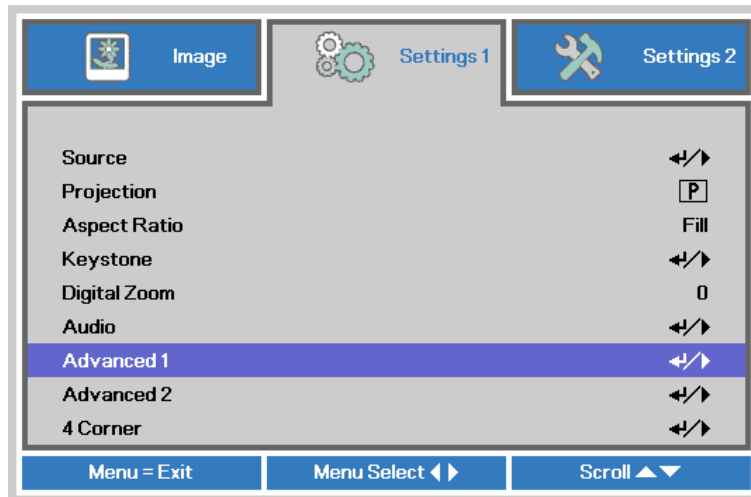 Image Settings 1 Settings 2
Source
Projection P
Aspect Ratio Fill
Keystone
Digital Zoom 0
Audio
Advanced 1
Advanced 2
4 Corner
Menu = Exit Menu Select Scroll